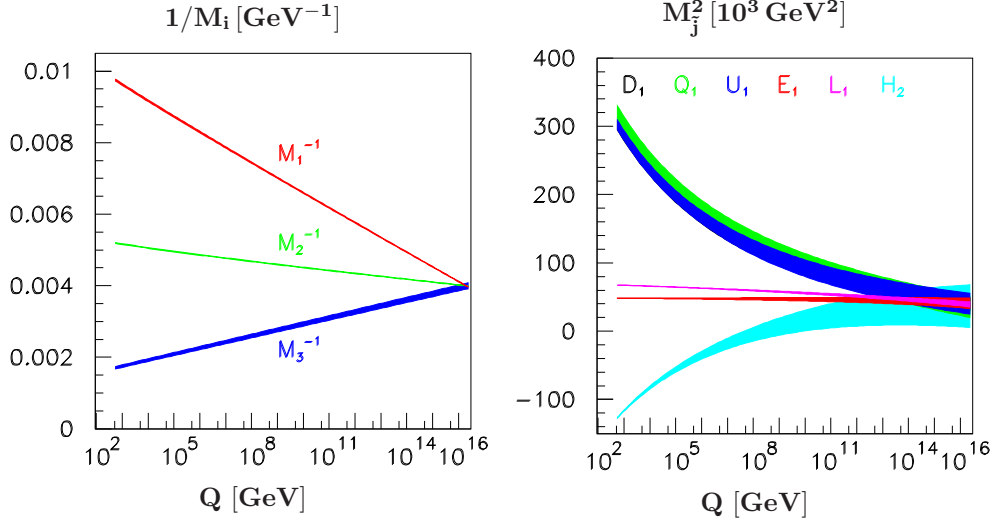 1/M_i [GeV^−1]
0.01
0.008
0.006
0.004
0.002
0
M_1^−1
M_2^−1
M_3^−1
10^2 10^5 10^8 10^11 10^14 10^16
Q [GeV]
M_j̃^2 [10^3 GeV^2]
400
300
200
100
0
−100
D_1 Q_1 U_1 E_1 L_1 H_2
10^2 10^5 10^8 10^11 10^14 10^16
Q [GeV]